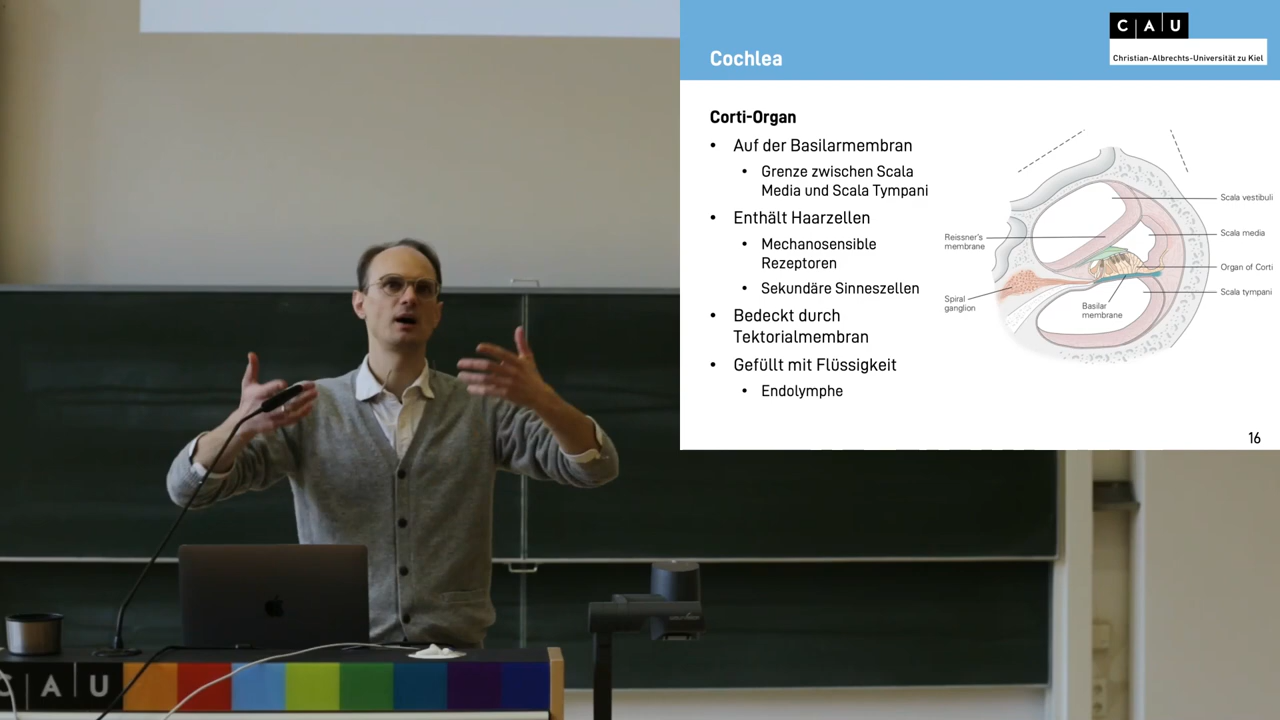 Cochlea
C A U
Christian-Albrechts-Universität zu Kiel
Corti-Organ
• Auf der Basilarmembran
• Grenze zwischen Scala
Media und Scala Tympani
• Enthält Haarzellen
• Mechanosensible
Rezeptoren
• Sekundäre Sinneszellen
• Bedeckt durch
Tektorialmembran
• Gefüllt mit Flüssigkeit
• Endolymphe
Scala vestibuli
Reissner's
membrane
Scala media
Organ of Corti
Scala tympani
Spiral
ganglion
Basilar
membrane
16
C A U